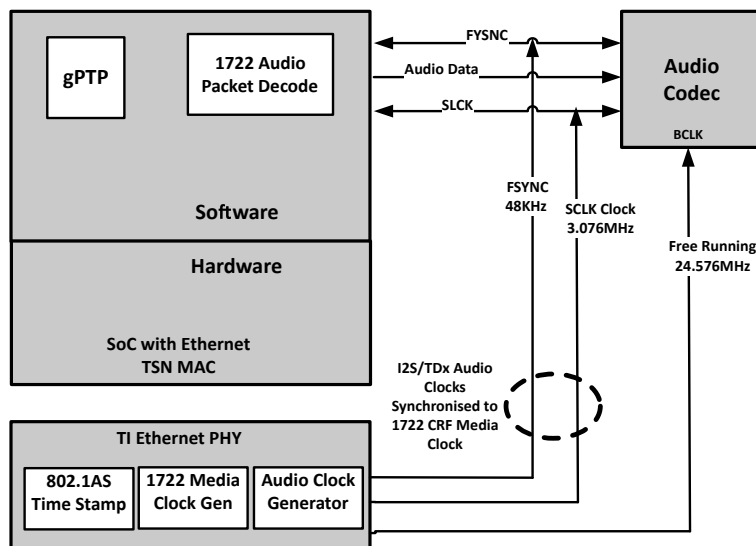 gPTP
1722 Audio
Packet Decode
Software
Hardware
SoC with Ethernet
TSN MAC
FYSNC
Audio Data
SLCK
Audio
Codec
BCLK
FSYNC
48KHz
SCLK Clock
3.076MHz
Free Running
24.576MHz
I2S/TDx Audio
Clocks
Synchronised to
1722 CRF Media
Clock
TI Ethernet PHY
802.1AS
Time Stamp
1722 Media
Clock Gen
Audio Clock
Generator